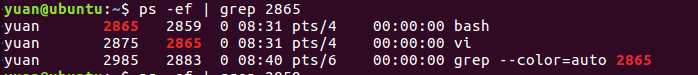 yuan@ubuntu:~$ ps -ef | grep 2865
yuan 2865 2859 0 08:31 pts/4 00:00:00 bash
yuan 2875 2865 0 08:31 pts/4 00:00:00 vi
yuan 2985 2883 0 08:40 pts/6 00:00:00 grep --color=auto 2865